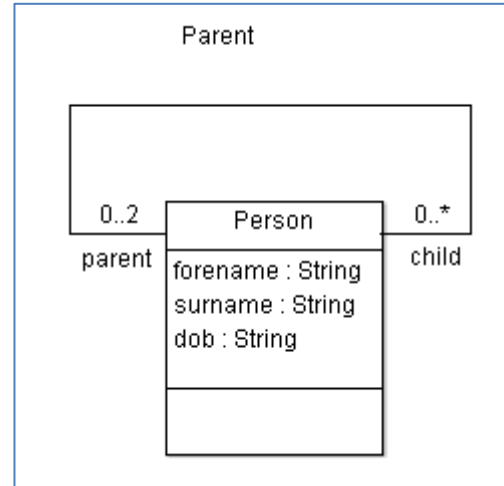 Parent
0..2 Person 0..*
parent child
forename : String
surname : String
dob : String